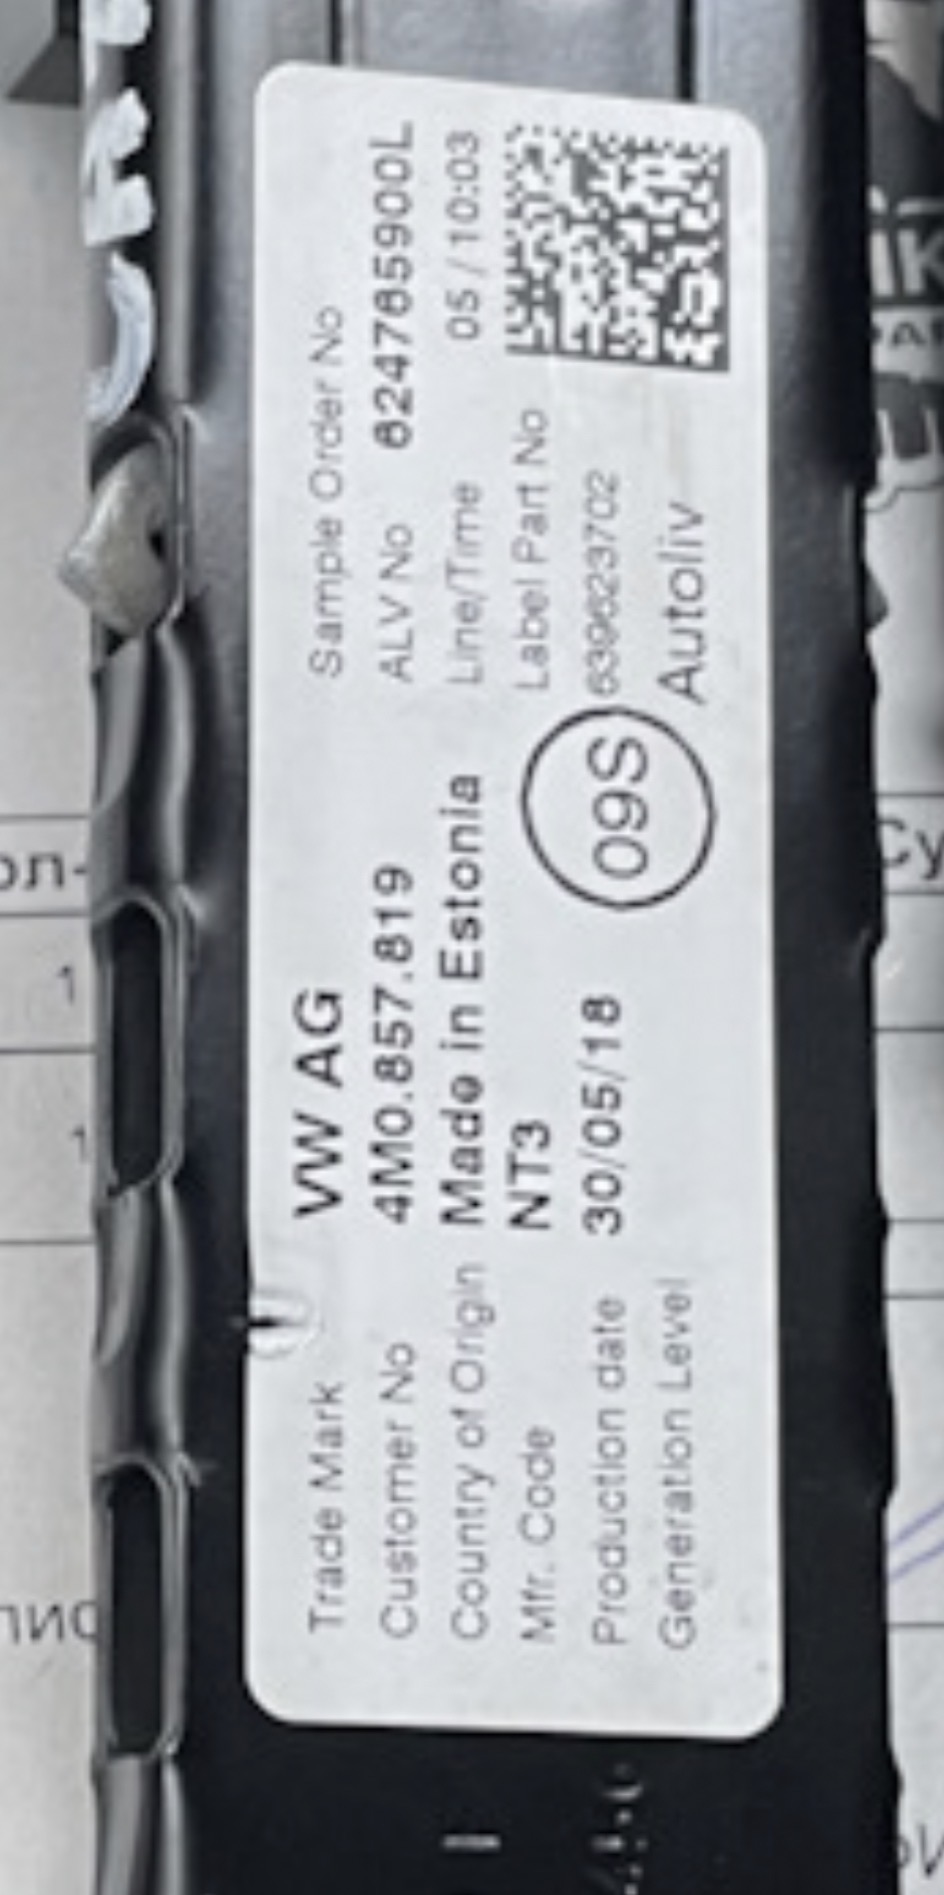 Trade Mark VW AG
Customer No 4M0.857.819
Country of Origin Made in Estonia
Mfr. Code NT3
Production date 30/05/18
Generation Level
09S
Sample Order No
ALV No 624765900L
Line/Time 05 / 10:03
Label Part No
639623702
Autoliv